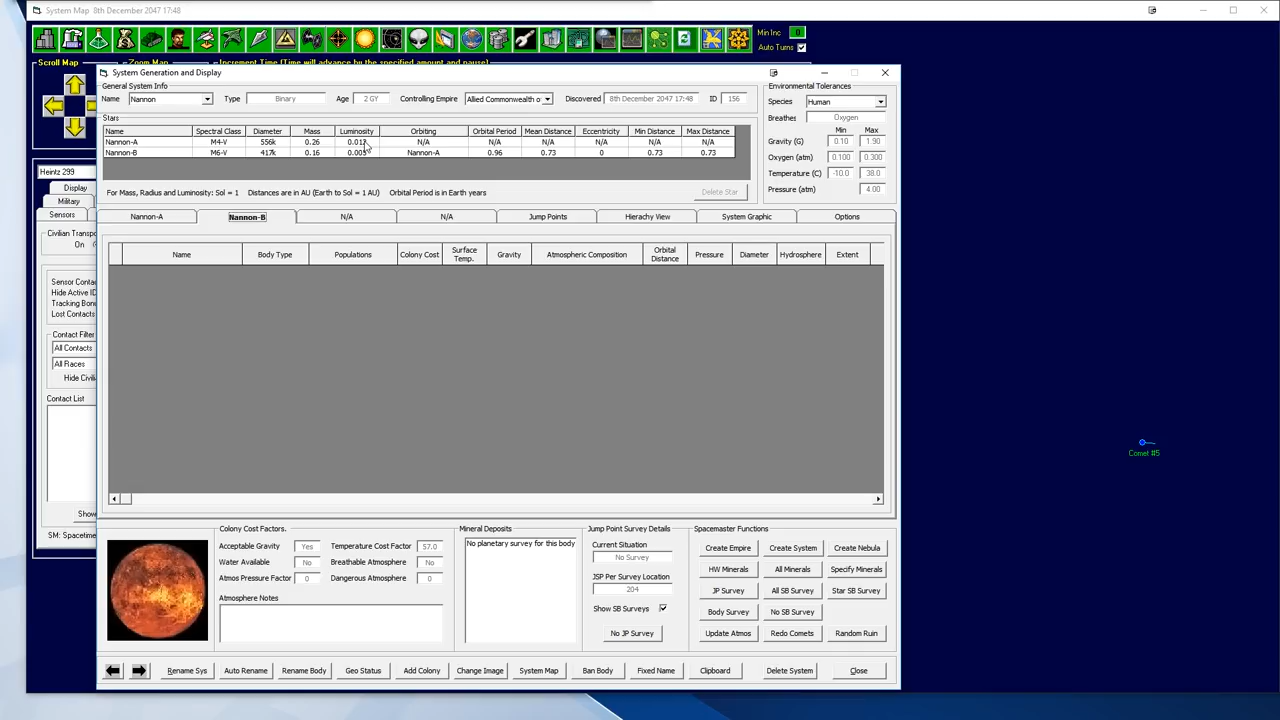 System Map   8th December 2047 17:48
Min Inc 0
Auto Turns
Scroll Map
Zoom Map
Increment Time (Time will advance by the specified amount and pause)
System Generation and Display
General System Info
Name Nannon Type Binary Age 2 GY Controlling Empire Allied Commonwealth o Discovered 8th December 2047 17:48 ID 156
Stars
Name Spectral Class Diameter Mass Luminosity Orbiting Orbital Period Mean Distance Eccentricity Min Distance Max Distance
Nannon-A M4-V 556k 0.26 N/A N/A N/A N/A N/A N/A
Nannon-B M6-V 417k 0.16 Nannon-A 0.96 0.73 0 0.73 0.73
For Mass, Radius and Luminosity: Sol = 1 Distances are in AU (Earth to Sol = 1 AU) Orbital Period is in Earth years
Delete Star
Environmental Tolerances
Species Human
Breathes Oxygen
Min Max
Gravity (G) 0.10 1.90
Oxygen (atm) 0.100 0.300
Temperature (C) -10.0 38.0
Pressure (atm) 4.00
Heintz 299
Display
Military
Sensors
Civilian Transpo
On
Sensor Contac
Hide Active ID
Tracking Bonu
Lost Contacts
Contact Filter
All Contacts
All Races
Hide Civili
Contact List
Show
SM: Spacetime
Nannon-A Nannon-B N/A N/A Jump Points Hierachy View System Graphic Options
Name Body Type Populations Colony Cost Surface Temp. Gravity Atmospheric Composition Orbital Distance Pressure Diameter Hydrosphere Extent
Comet #5
Colony Cost Factors.
Acceptable Gravity Yes Temperature Cost Factor 57.0
Water Available No Breathable Atmosphere No
Atmos Pressure Factor 0 Dangerous Atmosphere 0
Atmosphere Notes
Mineral Deposits
No planetary survey for this body
Jump Point Survey Details
Current Situation
No Survey
JSP Per Survey Location
204
Show SB Surveys
No JP Survey
Spacemaster Functions
Create Empire Create System Create Nebula
HW Minerals All Minerals Specify Minerals
JP Survey All SB Survey Star SB Survey
Body Survey No SB Survey
Update Atmos Redo Comets Random Ruin
Rename Sys Auto Rename Rename Body Geo Status Add Colony Change Image System Map Ban Body Fixed Name Clipboard Delete System Close